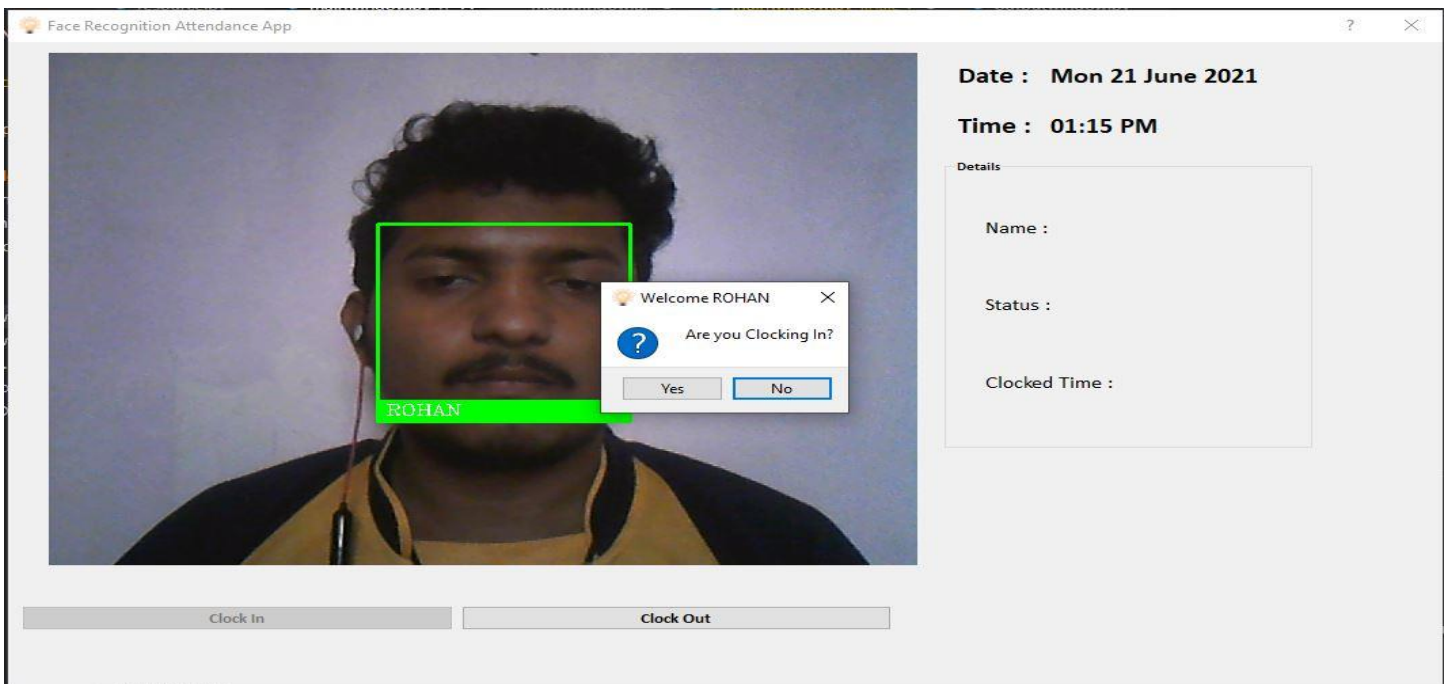 Face Recognition Attendance App
Date : Mon 21 June 2021
Time : 01:15 PM
Details
Name :
Status :
Clocked Time :
Welcome ROHAN
Are you Clocking In?
?
Yes No
ROHAN
Clock In Clock Out